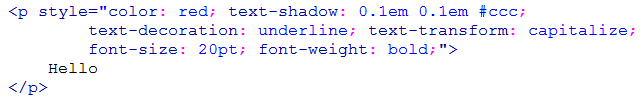 <p style="color: red; text-shadow: 0.1em 0.1em #ccc;
text-decoration: underline; text-transform: capitalize;
font-size: 20pt; font-weight: bold;">
Hello
</p>